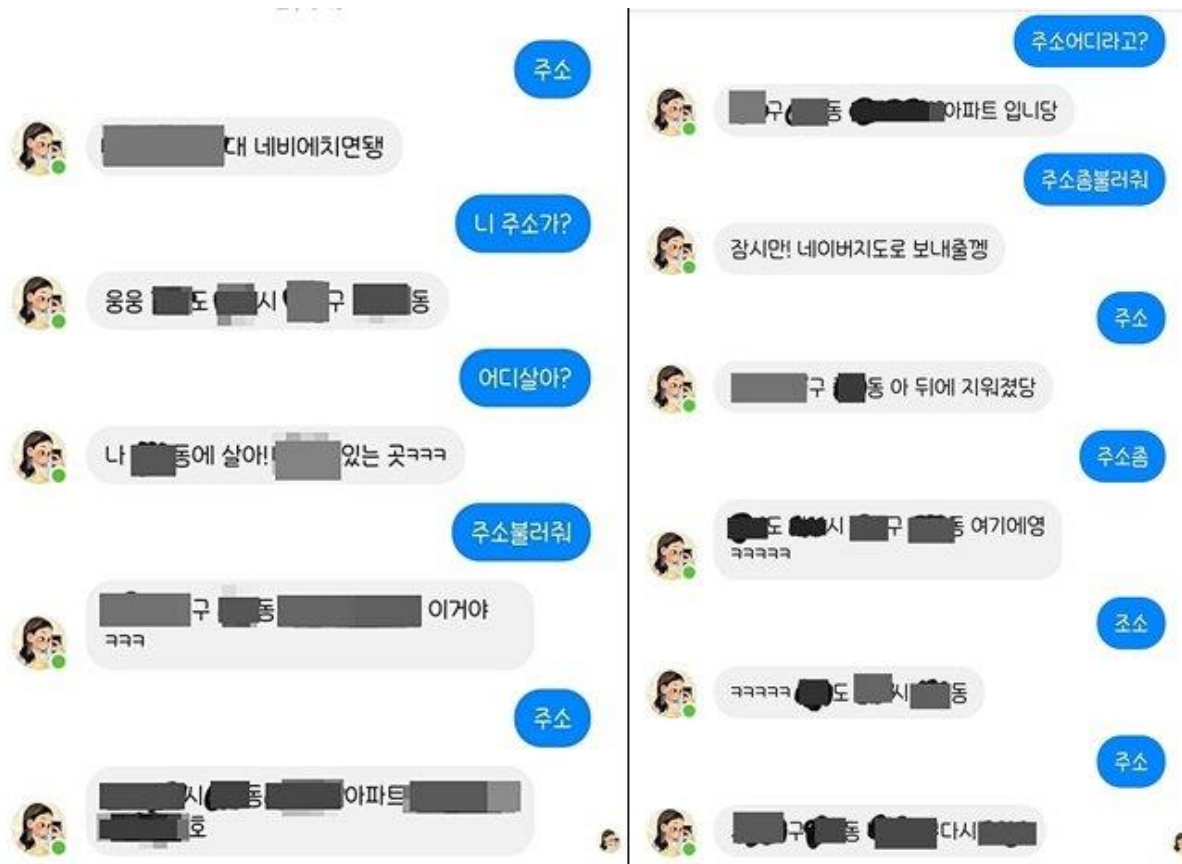 주소
대 네비에치면됑
니 주소가?
웅웅 도 시 구 동
어디살아?
나 동에 살아! 있는 곳ㅋㅋㅋ
주소불러줘
구 동 이거야
ㅋㅋㅋ
주소
시 동 아파트
호
주소어디라고?
구 동 아파트 입니당
주소좀불러줘
잠시만! 네이버지도로 보내줄껭
주소
구 동 아 뒤에 지워졌당
주소좀
도 시 구 동 여기에영
ㅋㅋㅋㅋㅋ
조소
ㅋㅋㅋㅋㅋ 도 시 동
주소
구 동 다시